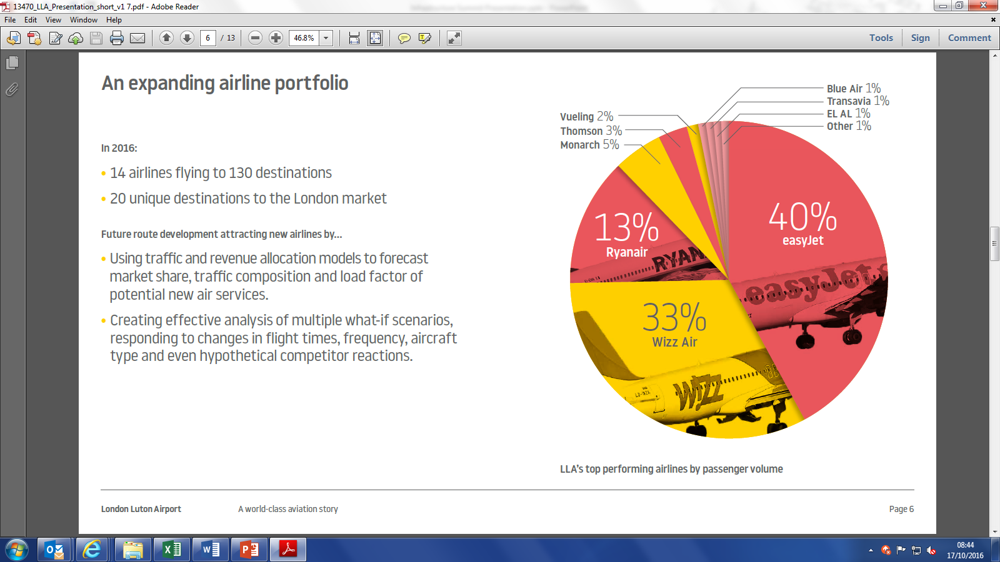 13470_LLA_Presentation_short_v1 7.pdf - Adobe Reader
File Edit View Window Help
6 / 13 46.8% Tools Sign Comment
An expanding airline portfolio
In 2016:
• 14 airlines flying to 130 destinations
• 20 unique destinations to the London market
Future route development attracting new airlines by...
• Using traffic and revenue allocation models to forecast
market share, traffic composition and load factor of
potential new air services.
• Creating effective analysis of multiple what-if scenarios,
responding to changes in flight times, frequency, aircraft
type and even hypothetical competitor reactions.
Vueling 2%
Thomson 3%
Monarch 5%
Blue Air 1%
Transavia 1%
EL AL 1%
Other 1%
40%
easyJet
13%
Ryanair
RYAN
easyJet
33%
Wizz Air
Wizz
LZ-WZA
LLA's top performing airlines by passenger volume
London Luton Airport A world-class aviation story Page 6
08:44
17/10/2016